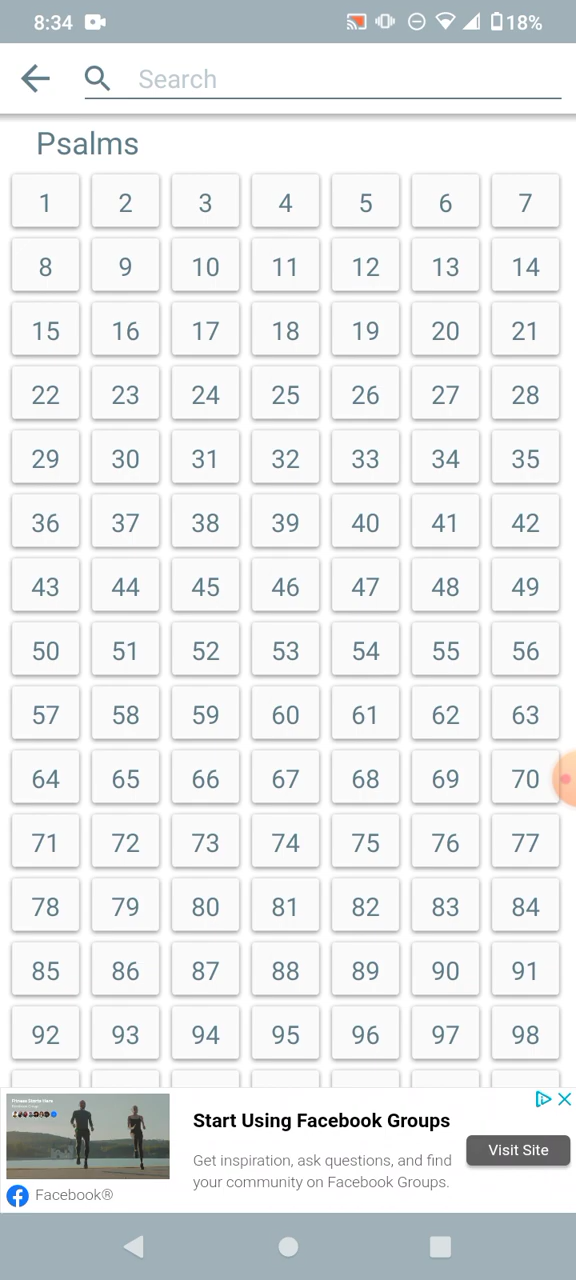 8:34
18%
Search
Psalms
1 2 3 4 5 6 7
8 9 10 11 12 13 14
15 16 17 18 19 20 21
22 23 24 25 26 27 28
29 30 31 32 33 34 35
36 37 38 39 40 41 42
43 44 45 46 47 48 49
50 51 52 53 54 55 56
57 58 59 60 61 62 63
64 65 66 67 68 69 70
71 72 73 74 75 76 77
78 79 80 81 82 83 84
85 86 87 88 89 90 91
92 93 94 95 96 97 98
Fitness Starts Here
Start Using Facebook Groups
Get inspiration, ask questions, and find
your community on Facebook Groups.
Visit Site
Facebook®